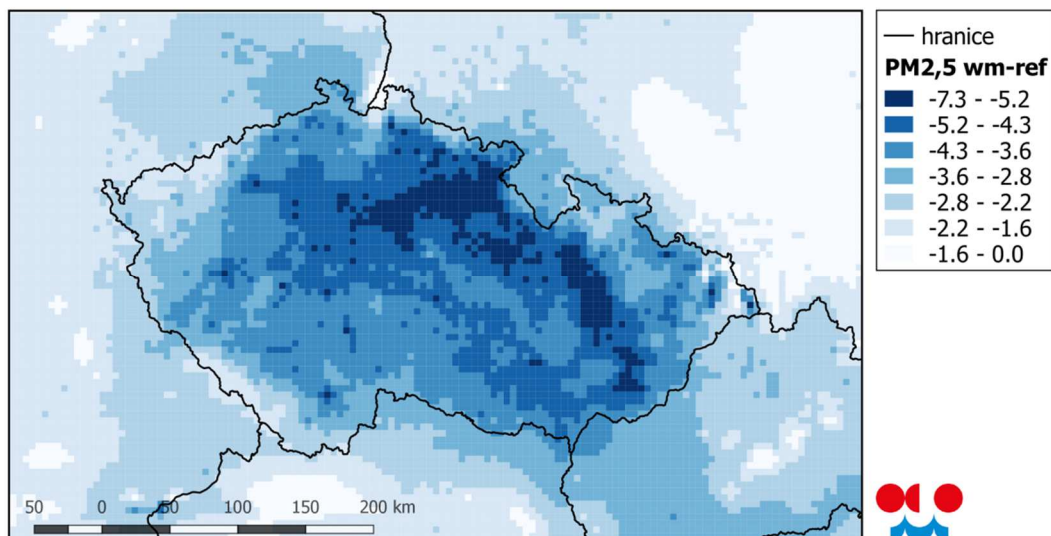 hranice
PM2,5 wm-ref
-7.3 - -5.2
-5.2 - -4.3
-4.3 - -3.6
-3.6 - -2.8
-2.8 - -2.2
-2.2 - -1.6
-1.6 - 0.0
50 0 50 100 150 200 km